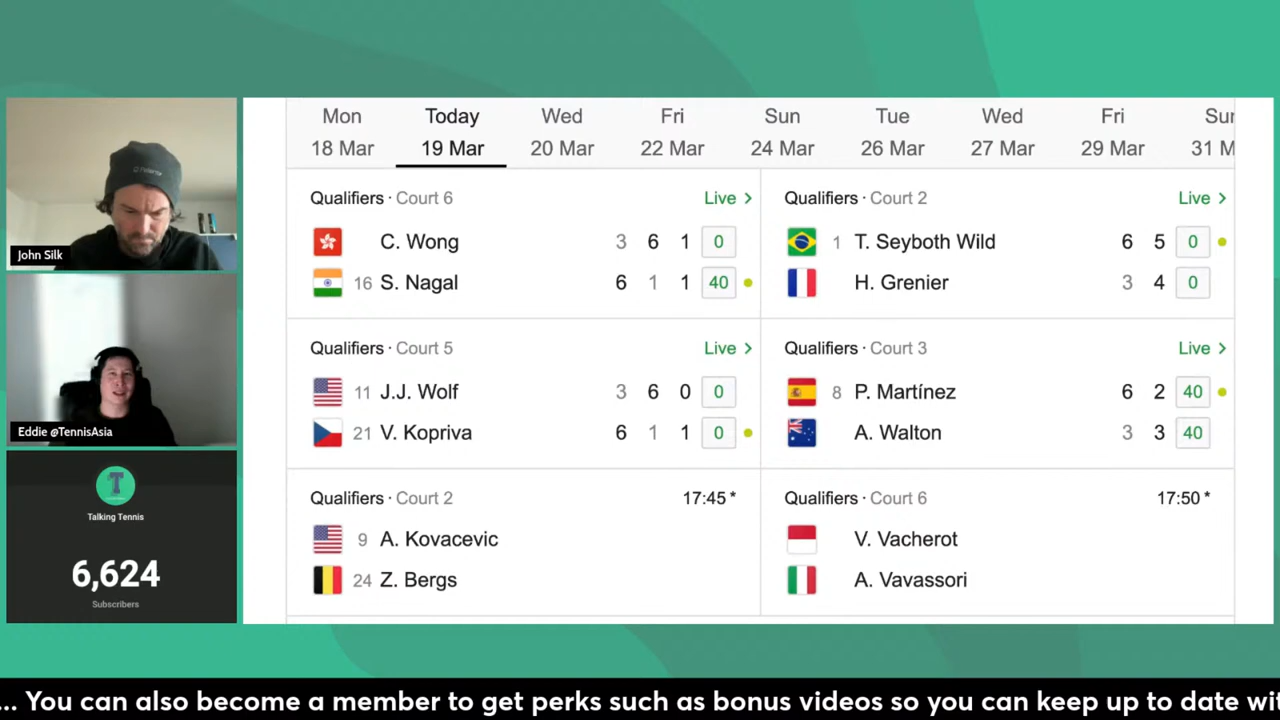 John Silk
Eddie @TennisAsia
Talking Tennis
6,624
Subscribers
Mon Today Wed Fri Sun Tue Wed Fri Sur
18 Mar 19 Mar 20 Mar 22 Mar 24 Mar 26 Mar 27 Mar 29 Mar 31 M
Qualifiers · Court 6 Live >
C. Wong 3 6 1 0
16 S. Nagal 6 1 1 40
Qualifiers · Court 2 Live >
1 T. Seyboth Wild 6 5 0
H. Grenier 3 4 0
Qualifiers · Court 5 Live >
11 J.J. Wolf 3 6 0 0
21 V. Kopriva 6 1 1 0
Qualifiers · Court 3 Live >
8 P. Martínez 6 2 40
A. Walton 3 3 40
Qualifiers · Court 2 17:45 *
9 A. Kovacevic
24 Z. Bergs
Qualifiers · Court 6 17:50 *
V. Vacherot
A. Vavassori
... You can also become a member to get perks such as bonus videos so you can keep up to date wi